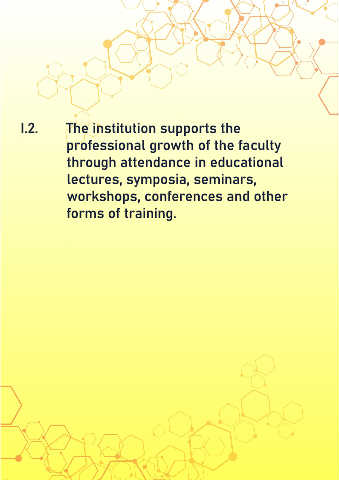 I.2. The institution supports the
professional growth of the faculty
through attendance in educational
lectures, symposia, seminars,
workshops, conferences and other
forms of training.